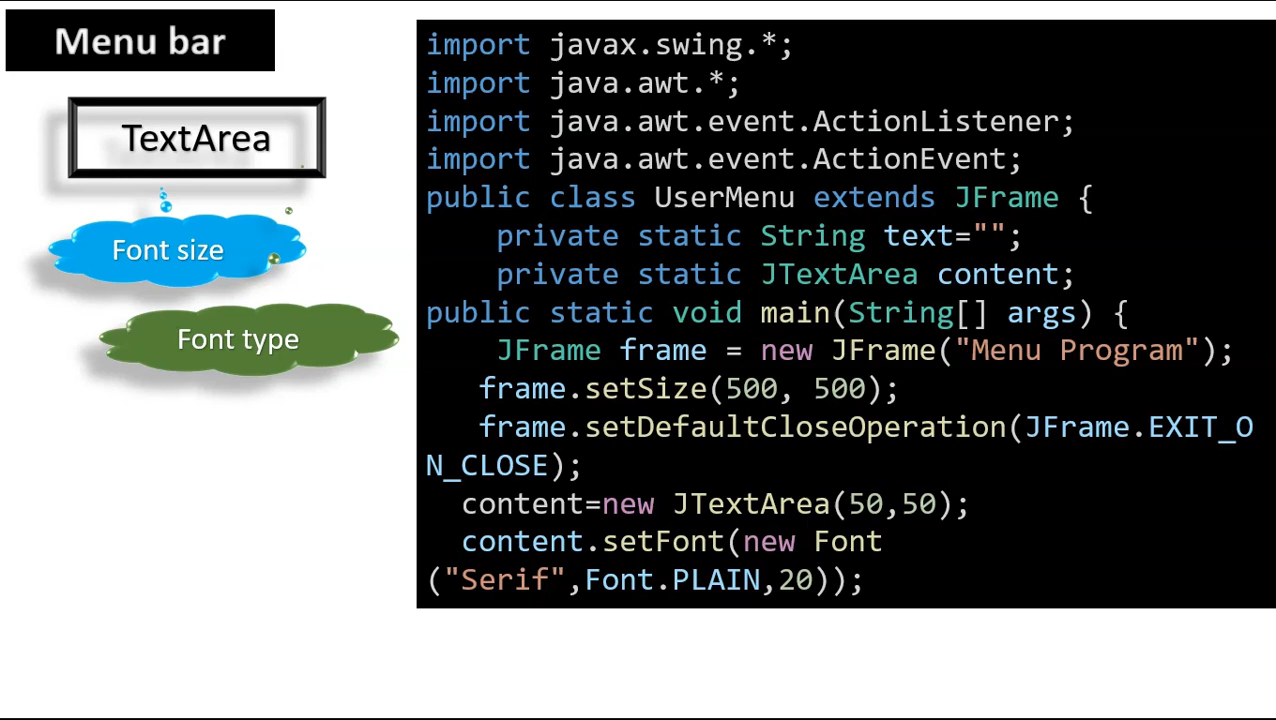 Menu bar
TextArea
Font size
Font type
import javax.swing.*;
import java.awt.*;
import java.awt.event.ActionListener;
import java.awt.event.ActionEvent;
public class UserMenu extends JFrame {
    private static String text="";
    private static JTextArea content;
public static void main(String[] args) {
    JFrame frame = new JFrame("Menu Program");
   frame.setSize(500, 500);
   frame.setDefaultCloseOperation(JFrame.EXIT_O
N_CLOSE);
  content=new JTextArea(50,50);
  content.setFont(new Font
("Serif",Font.PLAIN,20));